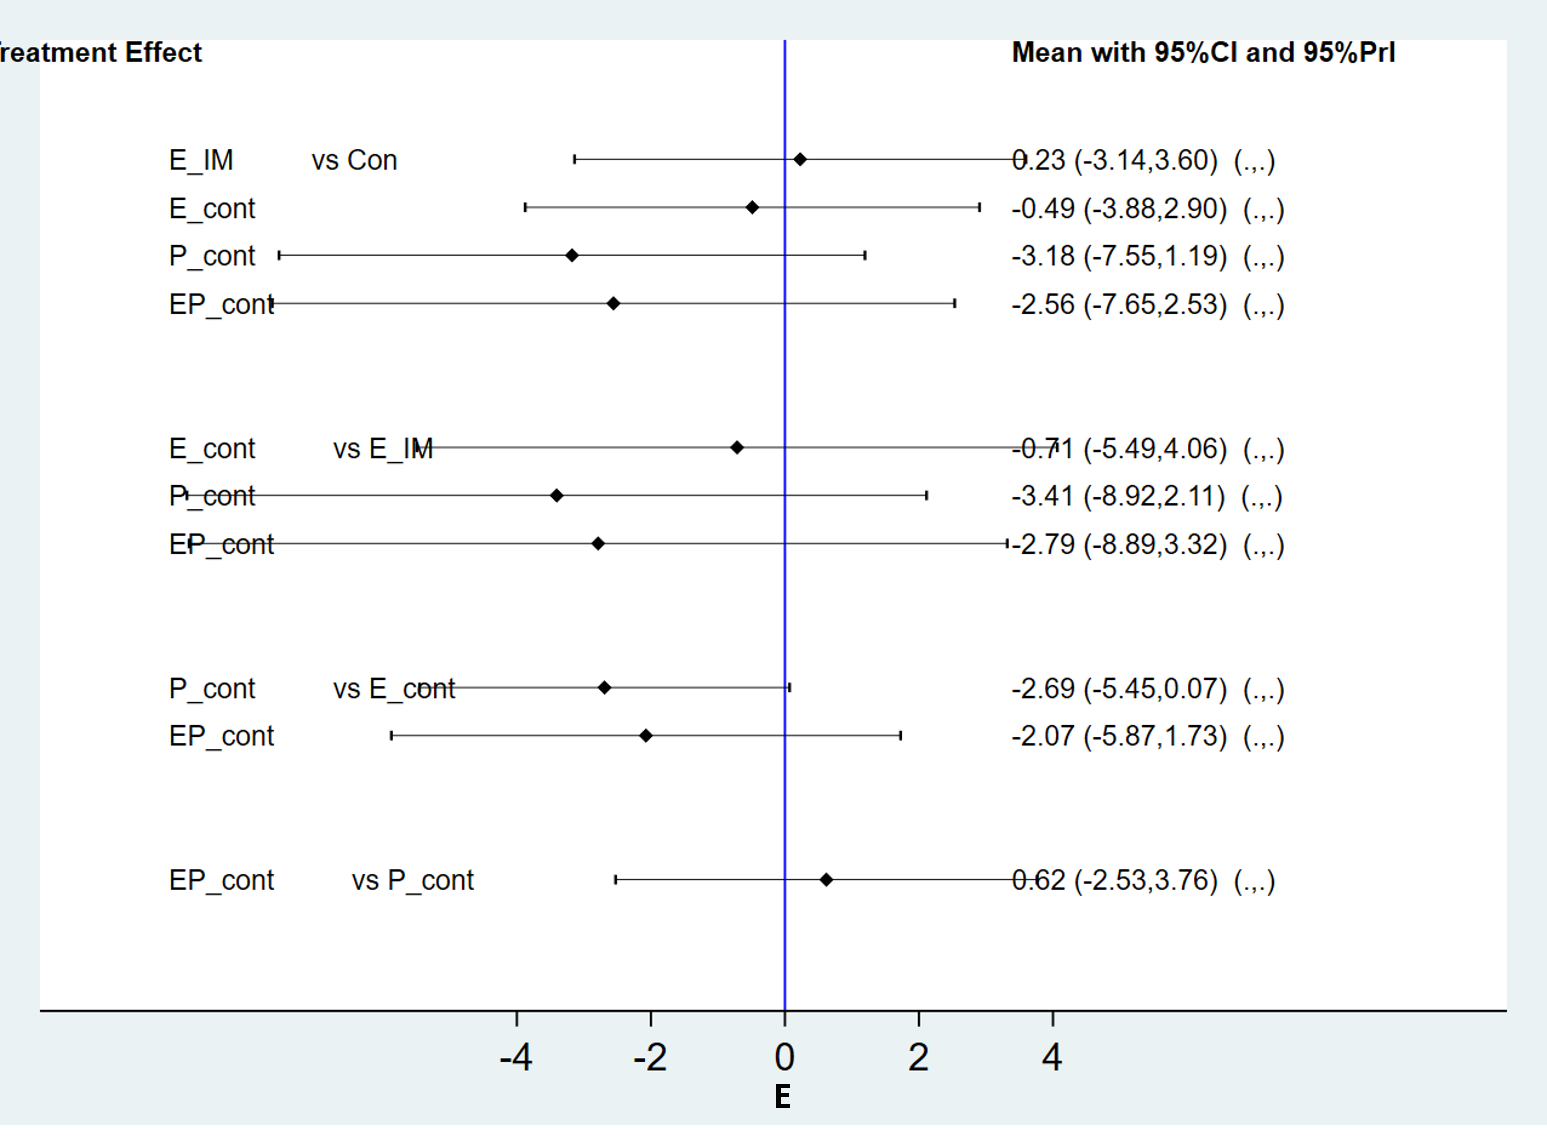 reatment Effect Mean with 95%CI and 95%PrI
E_IM vs Con 0.23 (-3.14,3.60) (.,.)
E_cont -0.49 (-3.88,2.90) (.,.)
P_cont -3.18 (-7.55,1.19) (.,.)
EP_cont -2.56 (-7.65,2.53) (.,.)
E_cont vs E_IM -0.71 (-5.49,4.06) (.,.)
P_cont -3.41 (-8.92,2.11) (.,.)
EP_cont -2.79 (-8.89,3.32) (.,.)
P_cont vs E_cont -2.69 (-5.45,0.07) (.,.)
EP_cont -2.07 (-5.87,1.73) (.,.)
EP_cont vs P_cont 0.62 (-2.53,3.76) (.,.)
-4 -2 0 2 4
E